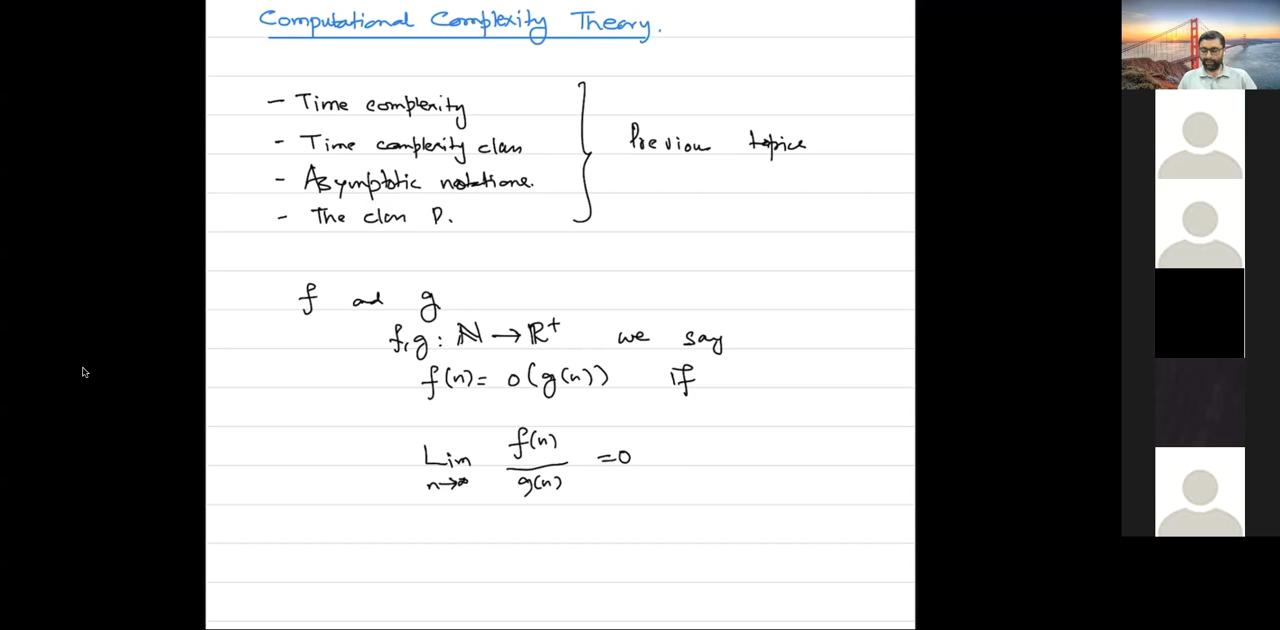 Computational Complexity Theory.
- Time complexity
- Time complexity class
- Asymptotic notations.
- The class P.
Previous topics
f and g
f,g : ℕ → ℝ⁺ we say
f(n) = o(g(n)) if
Lim n→∞ f(n)/g(n) = 0